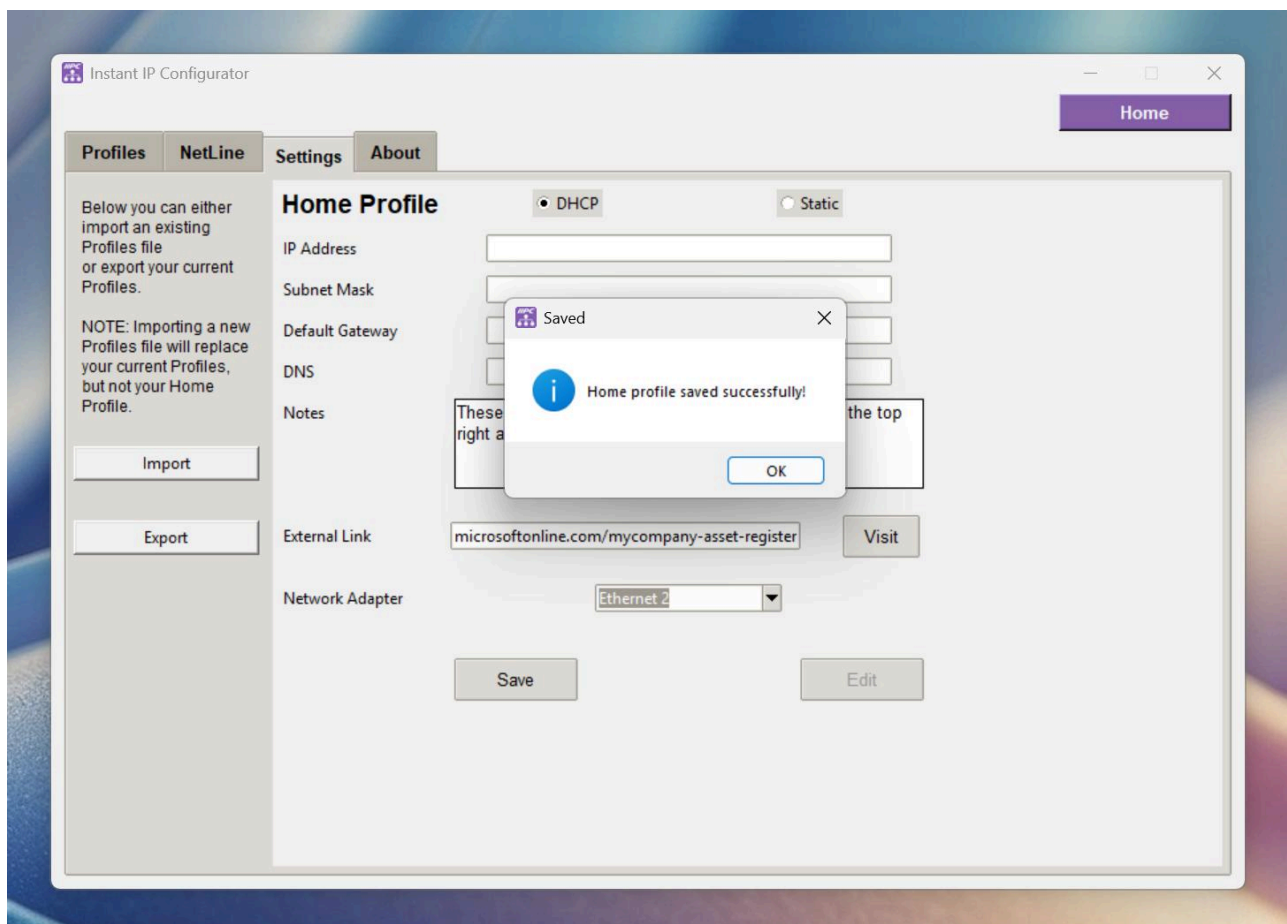 Instant IP Configurator
Home
Profiles
NetLine
Settings
About
Below you can either
import an existing
Profiles file
or export your current
Profiles.
NOTE: Importing a new
Profiles file will replace
your current Profiles,
but not your Home
Profile.
Import
Export
Home Profile
DHCP
Static
IP Address
Subnet Mask
Default Gateway
DNS
Notes
These
the top
right a
Saved
i
Home profile saved successfully!
OK
External Link
microsoftonline.com/mycompany-asset-register
Visit
Network Adapter
Ethernet 2
Save
Edit